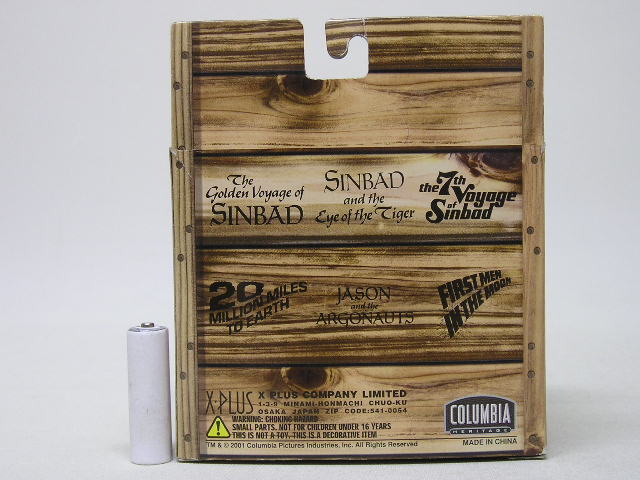 The
Golden Voyage of
SINBAD
SINBAD
and the
Eye of the Tiger
the 7th
Voyage
of
Sinbad
20
MILLION MILES
TO EARTH
JASON
and the
ARGONAUTS
FIRST MEN
IN THE MOON
X·PLUS
X PLUS COMPANY LIMITED
1-3-9 MINAMI-HONMACHI CHUO-KU
OSAKA JAPAN ZIP CODE:541-0054
WARNING: CHOKING HAZARD
SMALL PARTS. NOT FOR CHILDREN UNDER 16 YEARS
THIS IS NOT A TOY, THIS IS A DECORATIVE ITEM
TM & © 2001 Columbia Pictures Industries, Inc. All Rights Reserved
COLUMBIA
HERITAGE
MADE IN CHINA